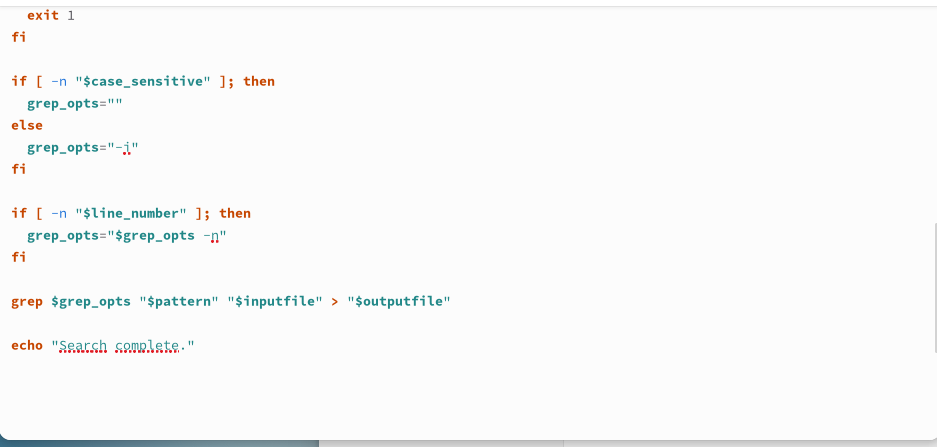 exit 1
fi

if [ -n "$case_sensitive" ]; then
  grep_opts=""
else
  grep_opts="-i"
fi

if [ -n "$line_number" ]; then
  grep_opts="$grep_opts -n"
fi

grep $grep_opts "$pattern" "$inputfile" > "$outputfile"

echo "Search complete."